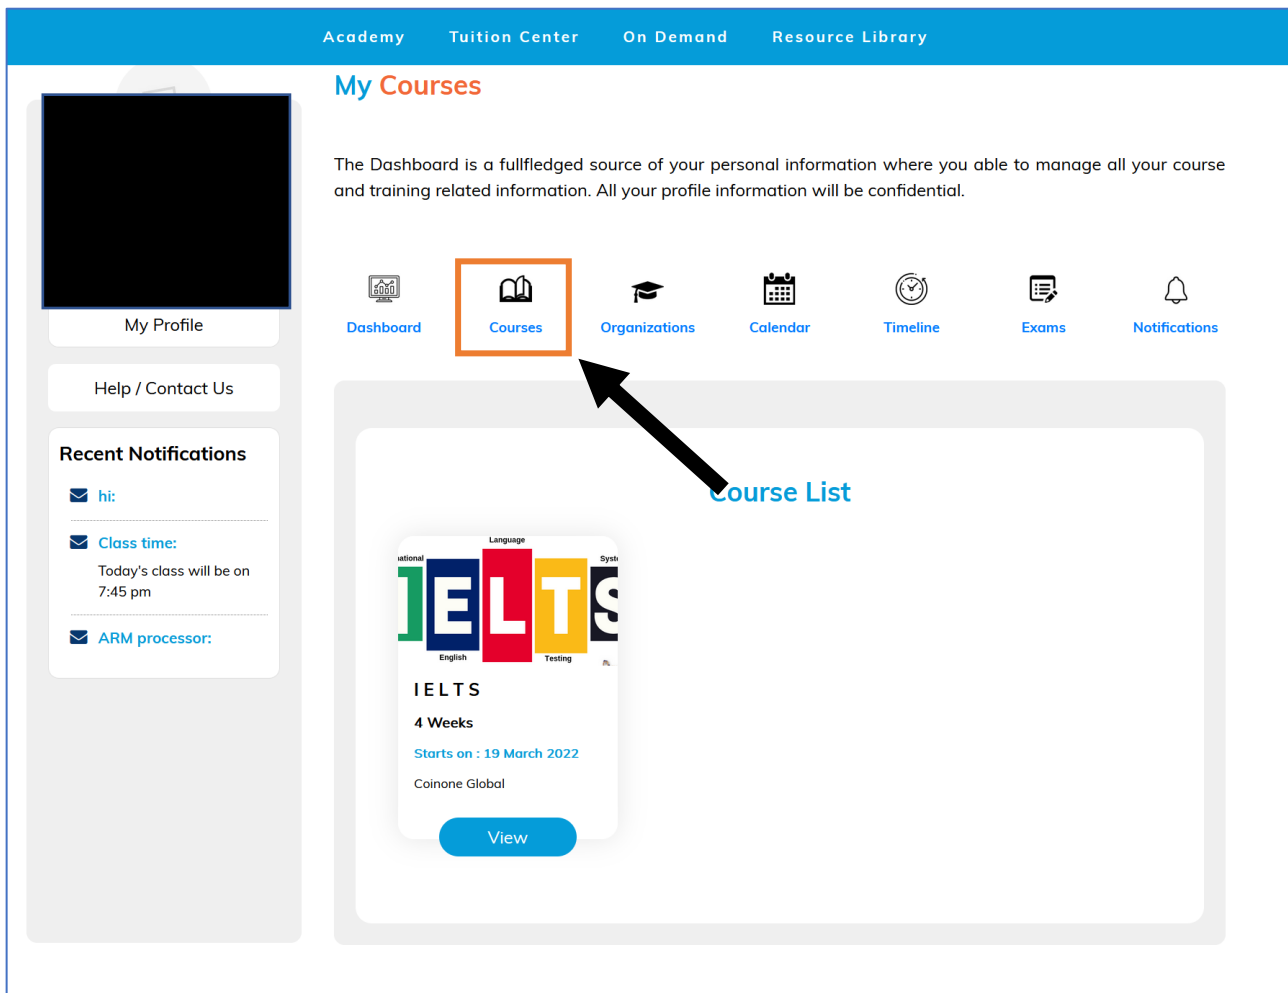 Academy Tuition Center On Demand Resource Library
My Courses
The Dashboard is a fullfledged source of your personal information where you able to manage all your course
and training related information. All your profile information will be confidential.
Dashboard Courses Organizations Calendar Timeline Exams Notifications
My Profile
Help / Contact Us
Recent Notifications
hi:
Class time:
Today's class will be on
7:45 pm
ARM processor:
Course List
Language
national Syst
IELTS
English Testing
IELTS
4 Weeks
Starts on : 19 March 2022
Coinone Global
View